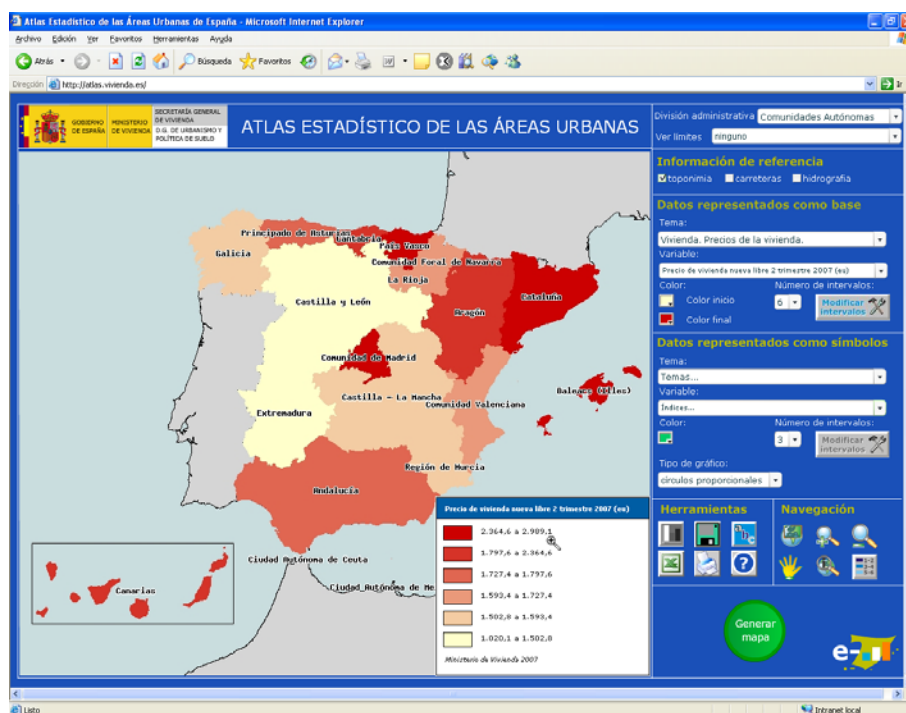 Atlas Estadístico de las Áreas Urbanas de España - Microsoft Internet Explorer
Archivo Edición Ver Favoritos Herramientas Ayuda
Atrás Búsqueda Favoritos
Dirección http://atlas.vivienda.es/ Ir
GOBIERNO DE ESPAÑA
MINISTERIO DE VIVIENDA
SECRETARÍA GENERAL DE VIVIENDA
D.G. DE URBANISMO Y POLÍTICA DE SUELO
ATLAS ESTADÍSTICO DE LAS ÁREAS URBANAS
División administrativa Comunidades Autónomas
Ver límites ninguno
Información de referencia
toponimia carreteras hidrografia
Datos representados como base
Tema:
Vivienda. Precios de la vivienda.
Variable:
Precio de vivienda nueva libre 2 trimestre 2007 (eu)
Color: Número de intervalos:
Color inicio 6 Modificar intervalos
Color final
Datos representados como símbolos
Tema:
Temas...
Variable:
Indices...
Color: Número de intervalos:
3 Modificar intervalos
Tipo de gráfico:
círculos proporcionales
Herramientas Navegación
Generar mapa
Principado de Asturias
Cantabria
País Vasco
Galicia
Comunidad Foral de Navarra
La Rioja
Castilla y León
Cataluña
Aragón
Comunidad de Madrid
Baleares (Illes)
Castilla - La Mancha
Comunidad Valenciana
Extremadura
Región de Murcia
Andalucía
Ciudad Autónoma de Ceuta
Ciudad Autónoma de Me
Canarias
Precio de vivienda nueva libre 2 trimestre 2007 (eu)
2.364,6 a 2.989,1
1.797,6 a 2.364,6
1.727,4 a 1.797,6
1.593,4 a 1.727,4
1.502,8 a 1.593,4
1.020,1 a 1.502,8
Ministerio de Vivienda 2007
Listo
Intranet local